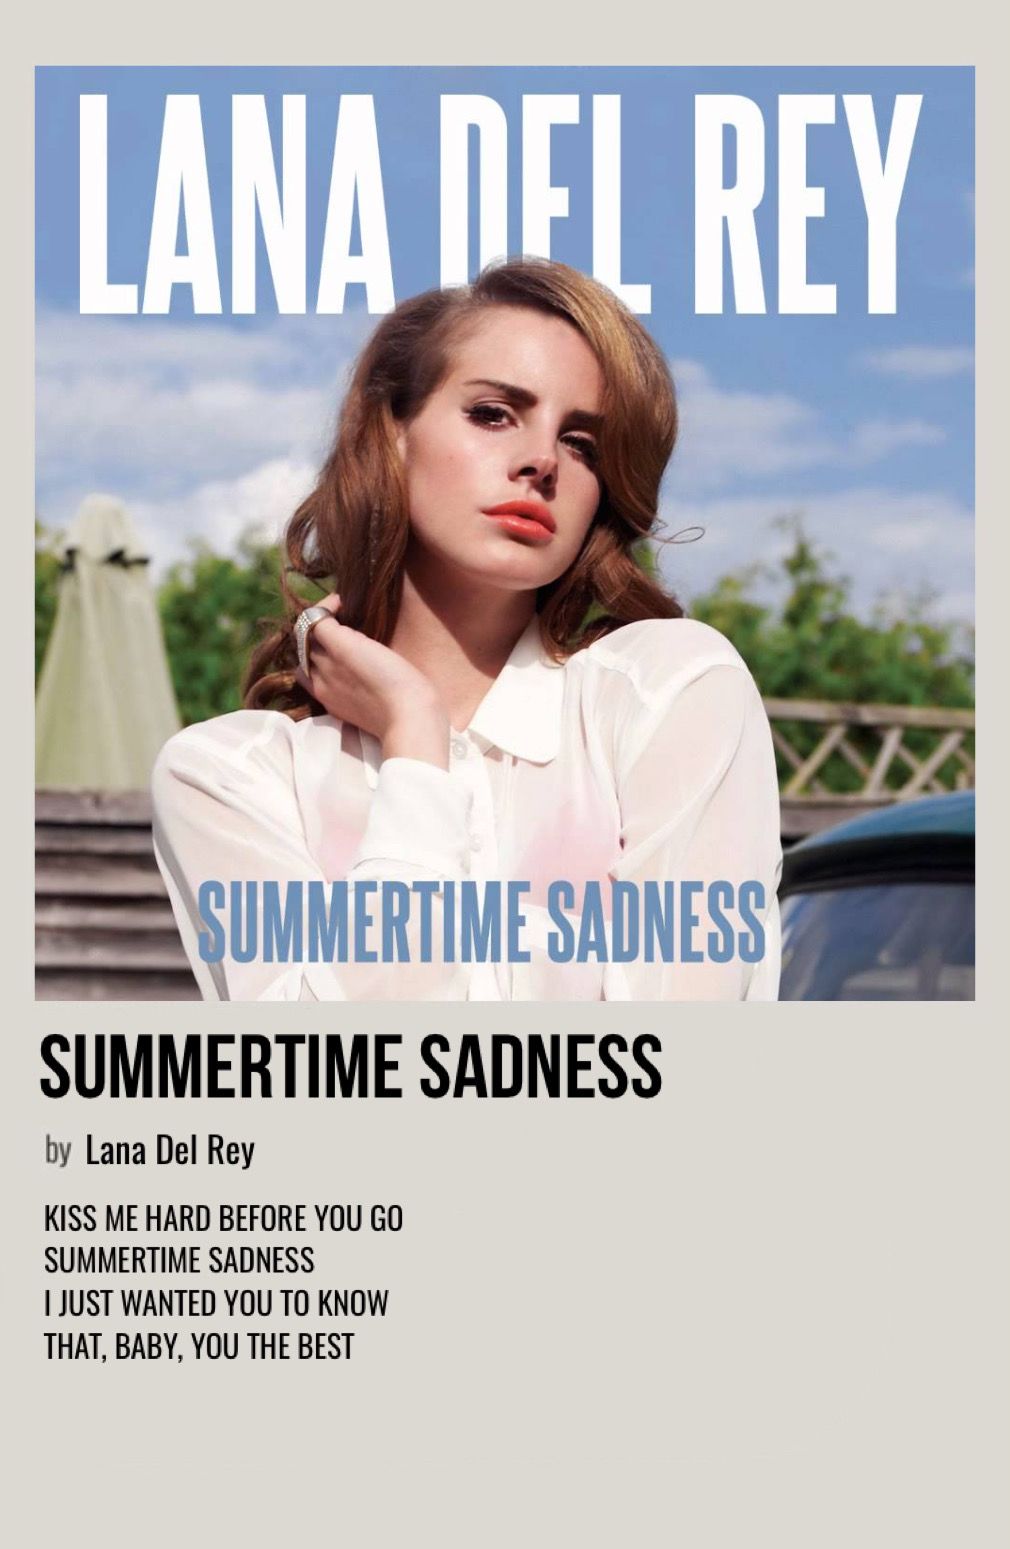 LANA DEL REY
SUMMERTIME SADNESS
SUMMERTIME SADNESS
by Lana Del Rey
KISS ME HARD BEFORE YOU GO
SUMMERTIME SADNESS
I JUST WANTED YOU TO KNOW
THAT, BABY, YOU THE BEST